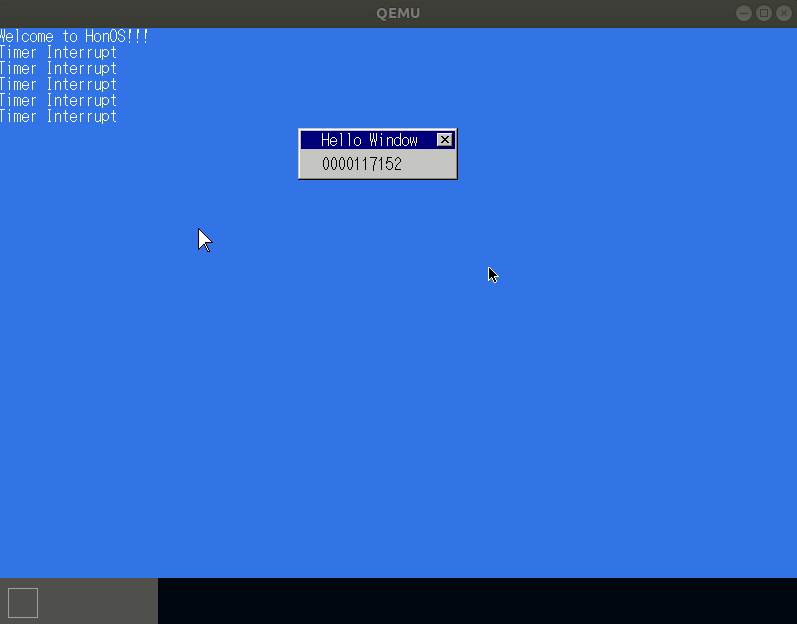 QEMU
Welcome to HonOS!!!
Timer Interrupt
Timer Interrupt
Timer Interrupt
Timer Interrupt
Timer Interrupt
Hello Window
0000117152